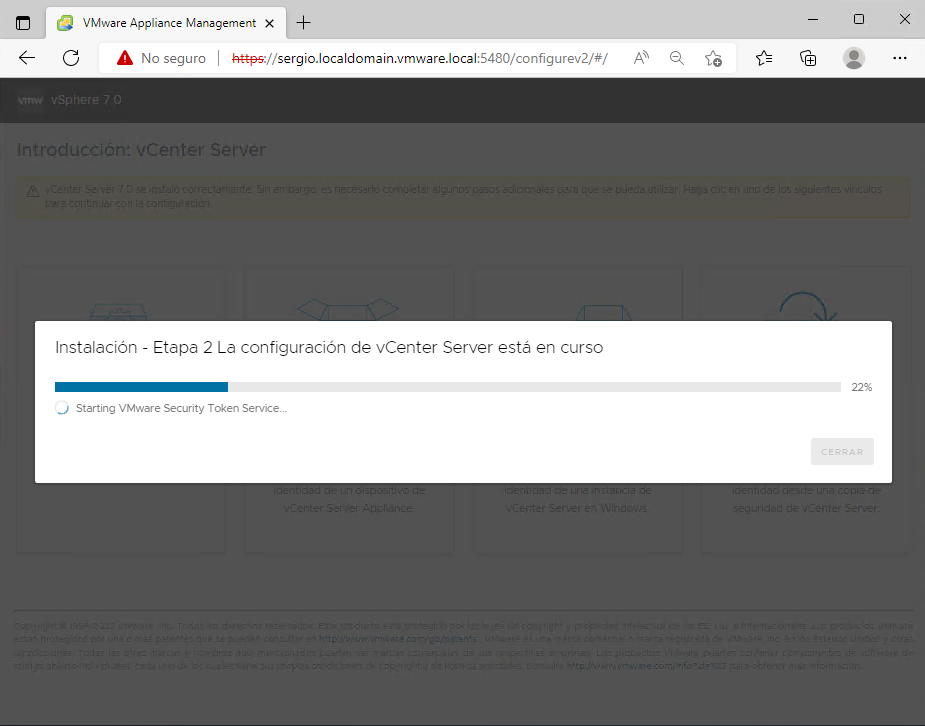 VMware Appliance Management
No seguro
https://sergio.localdomain.vmware.local:5480/configurev2/#/
vmw vSphere 7.0
Introducción: vCenter Server
vCenter Server 7.0 se instaló correctamente. Sin embargo, es necesario completar algunos pasos adicionales para que se pueda utilizar. Haga clic en uno de los siguientes vínculos
para continuar con la configuración.
Instalación - Etapa 2 La configuración de vCenter Server está en curso
22%
Starting VMware Security Token Service...
CERRAR
identidad de un dispositivo de
vCenter Server Appliance.
identidad de una instancia de
vCenter Server en Windows.
identidad desde una copia de
seguridad de vCenter Server.